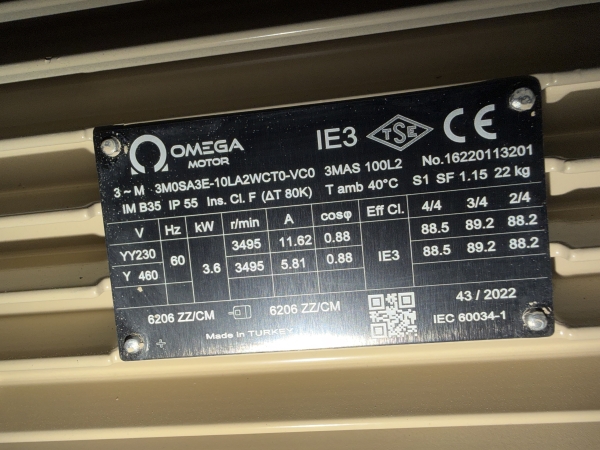 OMEGA MOTOR IE3 TSE CE
3 ~ M 3M0SA3E-10LA2WCT0-VC0 3MAS 100L2 No.16220113201
IM B35 IP 55 Ins. Cl. F (ΔT 80K) T amb 40°C S1 SF 1.15 22 kg
V Hz kW r/min A cosφ Eff Cl. 4/4 3/4 2/4
YY230 60 3.6 3495 11.62 0.88 IE3 88.5 89.2 88.2
Y 460 3495 5.81 0.88 88.5 89.2 88.2
6206 ZZ/CM 6206 ZZ/CM 43 / 2022
Made in TURKEY IEC 60034-1